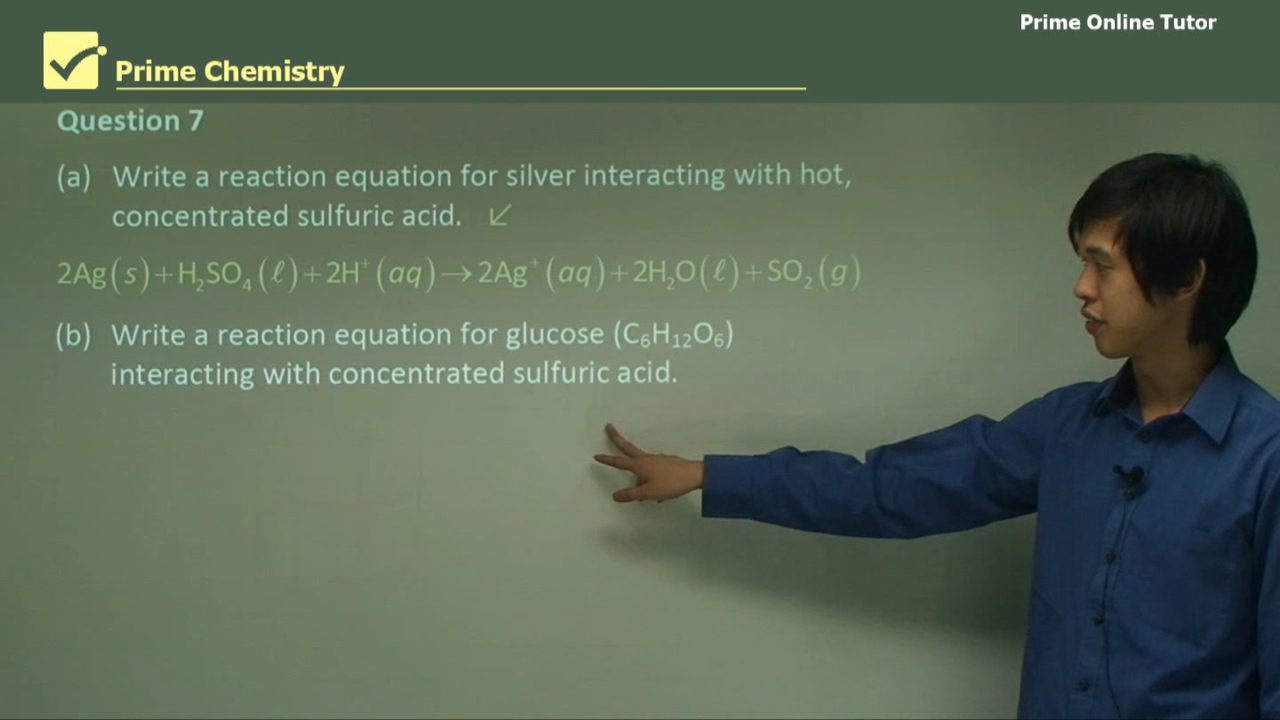 Prime Online Tutor
Prime Chemistry
Question 7
(a) Write a reaction equation for silver interacting with hot,
concentrated sulfuric acid. ↙
2Ag(s)+H₂SO₄(ℓ)+2H⁺(aq)→2Ag⁺(aq)+2H₂O(ℓ)+SO₂(g)
(b) Write a reaction equation for glucose (C₆H₁₂O₆)
interacting with concentrated sulfuric acid.